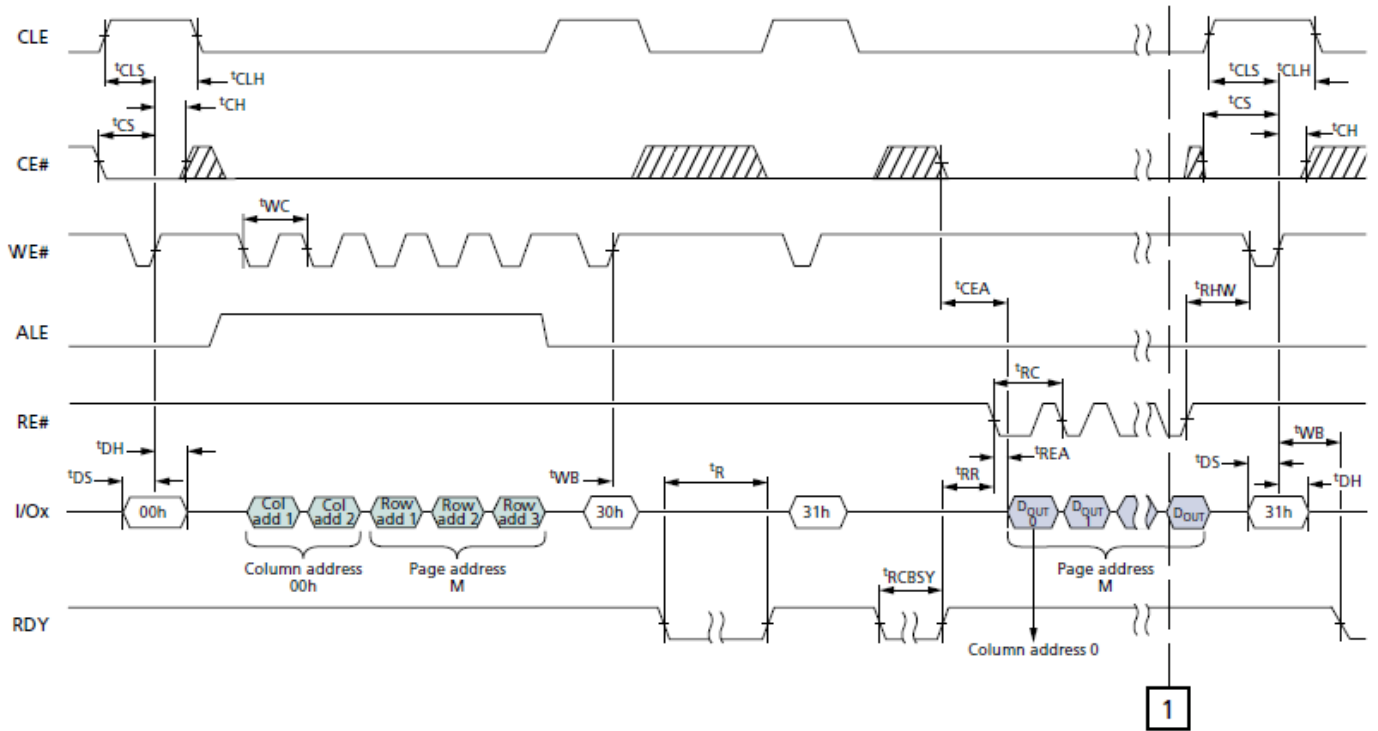 CLE
tCLS
tCLH
tCLS
tCLH
tCH
tCS
tCS
tCH
CE#
tWC
WE#
tCEA
tRHW
ALE
tRC
RE#
tDH
tREA
tWB
tDS
tWB
tR
tRR
tDS
tDH
I/Ox
00h
Col add 1
Col add 2
Row add 1
Row add 2
Row add 3
30h
31h
DOUT 0
DOUT 1
DOUT
31h
Column address
00h
Page address
M
tRCBSY
Page address
M
RDY
Column address 0
1